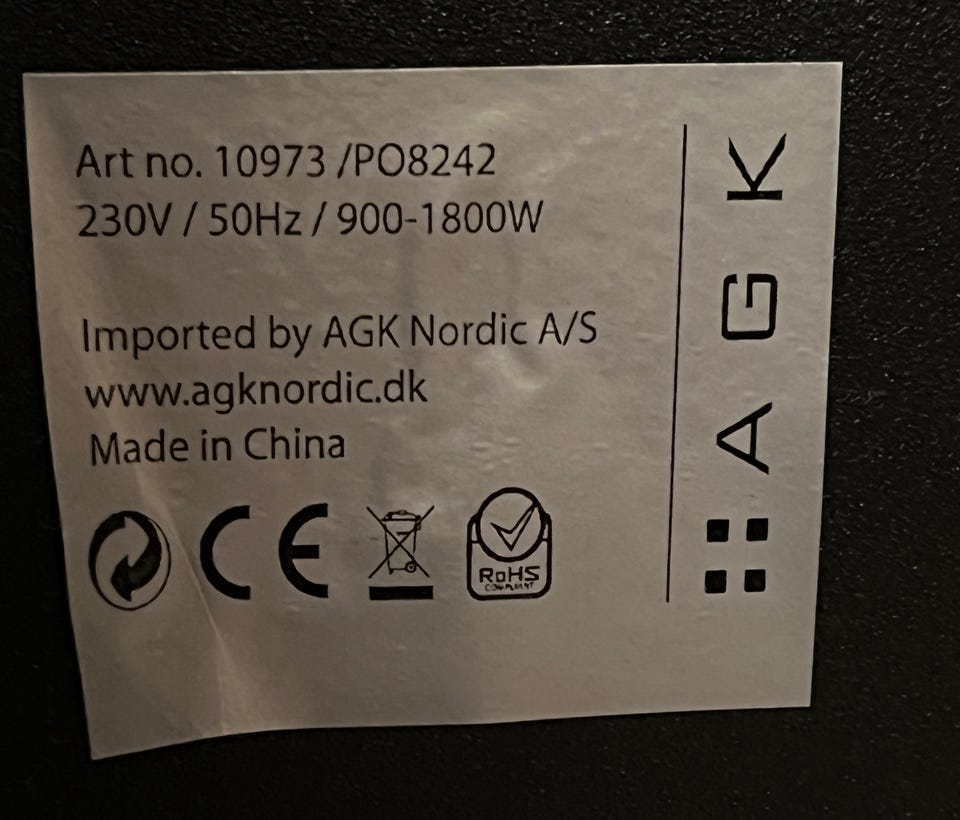 Art no. 10973 /PO8242
230V / 50Hz / 900-1800W
Imported by AGK Nordic A/S
www.agknordic.dk
Made in China
CE
RoHS
COMPLIANT
AGK